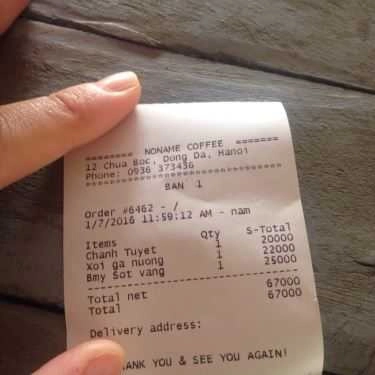 ======== NONAME COFFEE =======
12 Chua Boc, Dong Da, Hanoi
Phone: 0936 373436
BAN 1
Order #6462 - /
1/7/2016 11:59:12 AM - nam
Items Qty S-Total
Chanh Tuyet 1 20000
Xoi ga nuong 1 22000
Bmy Sot vang 1 25000
Total net 67000
Total 67000
Delivery address:
ANK YOU & SEE YOU AGAIN!